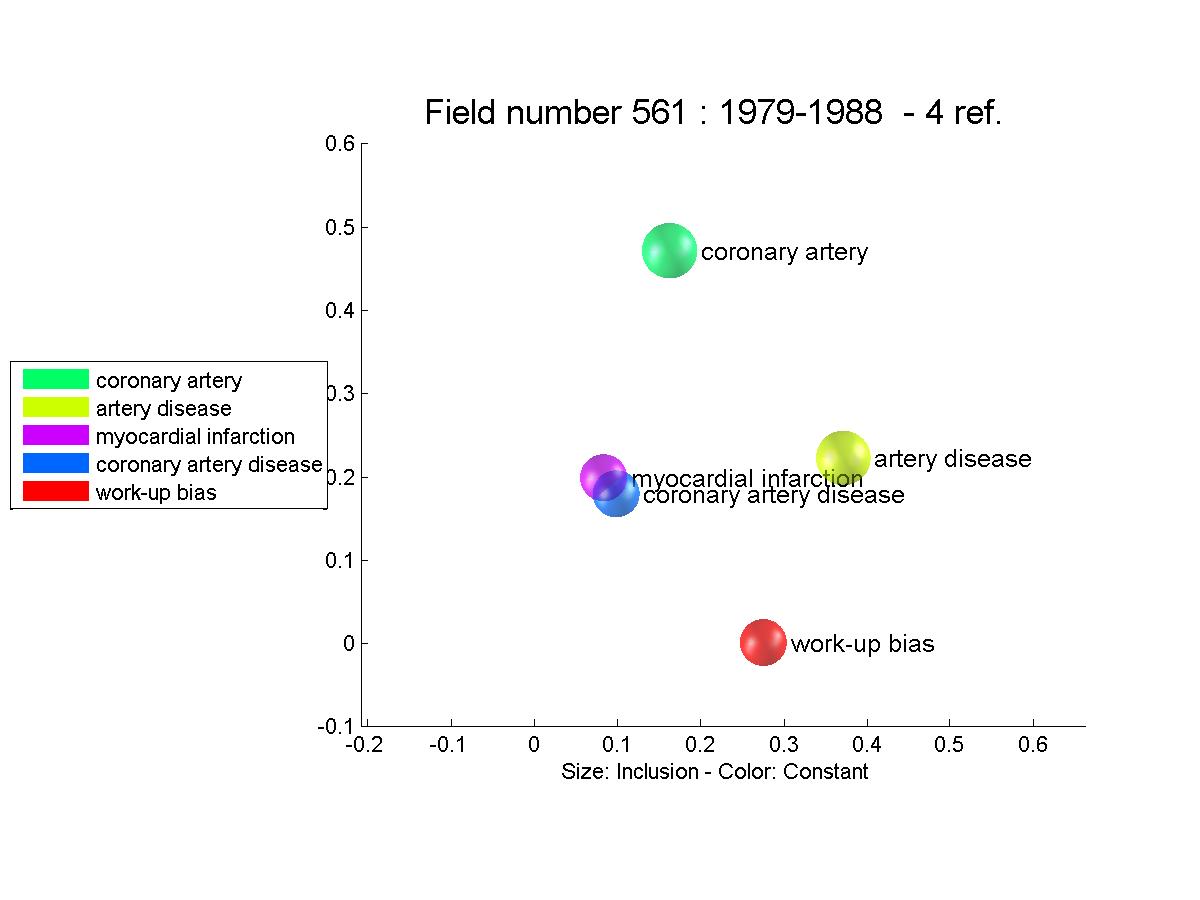 Field number 561 : 1979-1988  - 4 ref.
0.6
0.5
coronary artery
0.4
coronary artery
artery disease
myocardial infarction
coronary artery disease
work-up bias
0.3
artery disease
0.2
myocardial infarction
coronary artery disease
0.1
0
work-up bias
-0.1
-0.2 -0.1 0 0.1 0.2 0.3 0.4 0.5 0.6
Size: Inclusion - Color: Constant